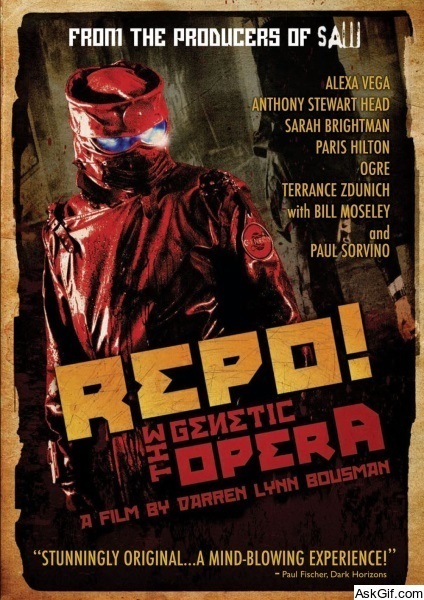 FROM THE PRODUCERS OF SAW
ALEXA VEGA
ANTHONY STEWART HEAD
SARAH BRIGHTMAN
PARIS HILTON
OGRE
TERRANCE ZDUNICH
with BILL MOSELEY
and
PAUL SORVINO
REPO!
THE GENETIC
OPERA
A FILM BY DARREN LYNN BOUSMAN
“STUNNINGLY ORIGINAL...A MIND-BLOWING EXPERIENCE!”
- Paul Fischer, Dark Horizons
AskGif.com